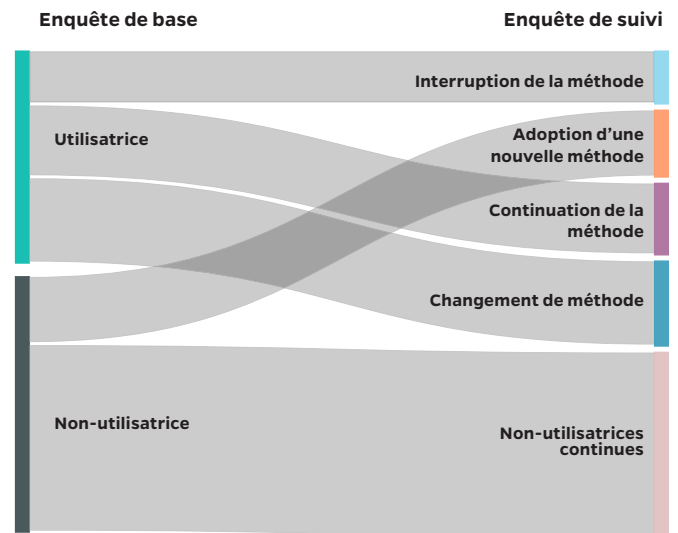 Enquête de base
Enquête de suivi
Interruption de la méthode
Utilisatrice
Adoption d’une
nouvelle méthode
Continuation de la
méthode
Changement de méthode
Non-utilisatrice
Non-utilisatrices
continues